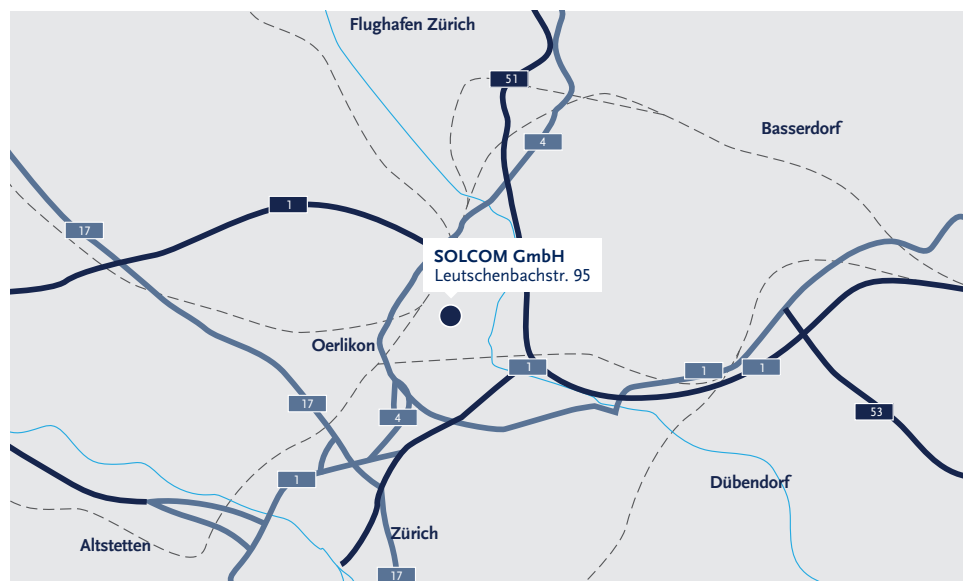 Flughafen Zürich
51
Basserdorf
4
1
17
SOLCOM GmbH
Leutschenbachstr. 95
Oerlikon
1
1
1
17
4
53
1
Dübendorf
Zürich
Altstetten
17